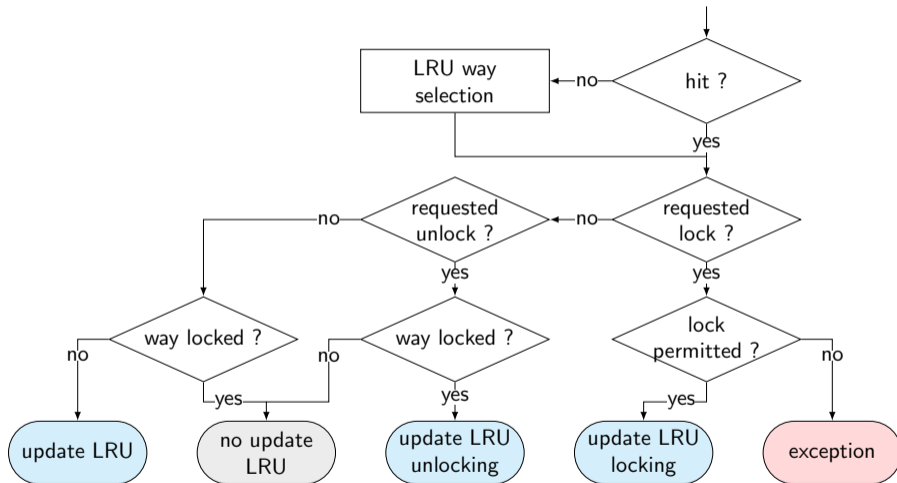 LRU way
selection
no
hit ?
yes
no
requested
unlock ?
no
requested
lock ?
yes
yes
way locked ?
way locked ?
lock
permitted ?
no
no
no
yes
yes
yes
update LRU
no update
LRU
update LRU
unlocking
update LRU
locking
exception